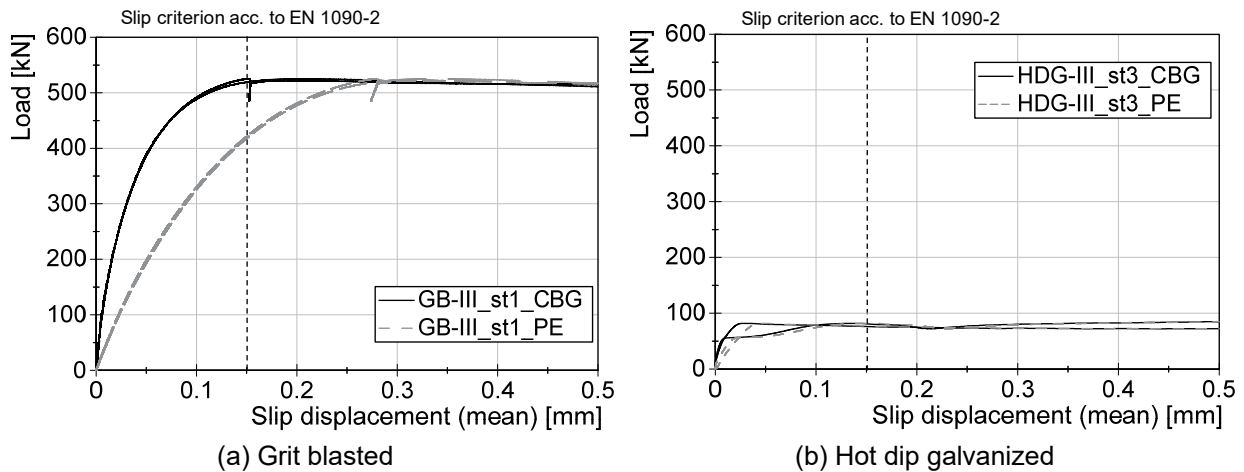 Slip criterion acc. to EN 1090-2
Load [kN]
600
500
400
300
200
100
0
GB-III_st1_CBG
GB-III_st1_PE
0 0.1 0.2 0.3 0.4 0.5
Slip displacement (mean) [mm]
(a) Grit blasted
Slip criterion acc. to EN 1090-2
Load [kN]
600
500
400
300
200
100
0
HDG-III_st3_CBG
HDG-III_st3_PE
0 0.1 0.2 0.3 0.4 0.5
Slip displacement (mean) [mm]
(b) Hot dip galvanized